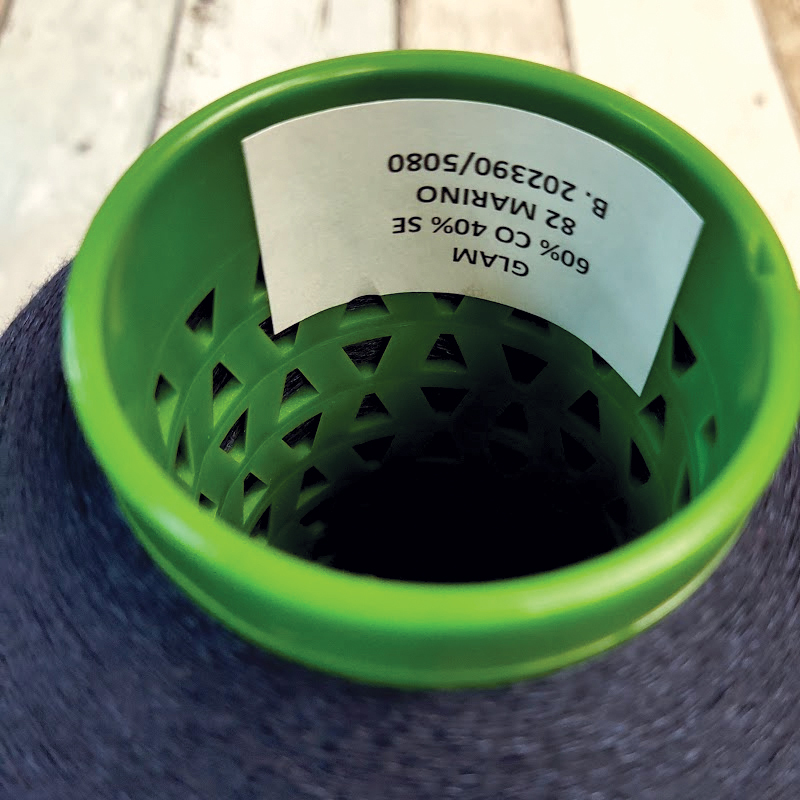 GLAM
60% CO 40% SE
82 MARINO
B. 202390/5080